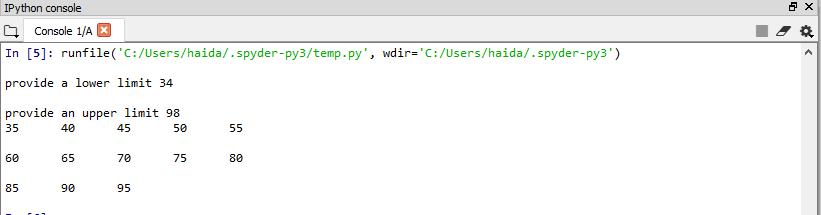 IPython console
Console 1/A
In [5]: runfile('C:/Users/haida/.spyder-py3/temp.py', wdir='C:/Users/haida/.spyder-py3')
provide a lower limit 34
provide an upper limit 98
35 40 45 50 55
60 65 70 75 80
85 90 95